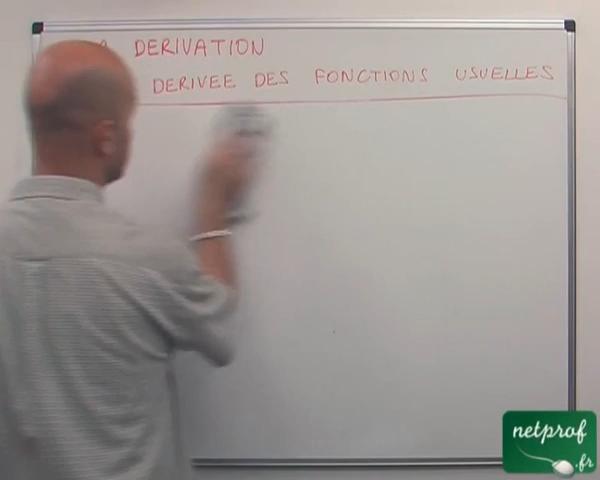 DERIVATION
DERIVEE DES FONCTIONS USUELLES
netprof
.fr